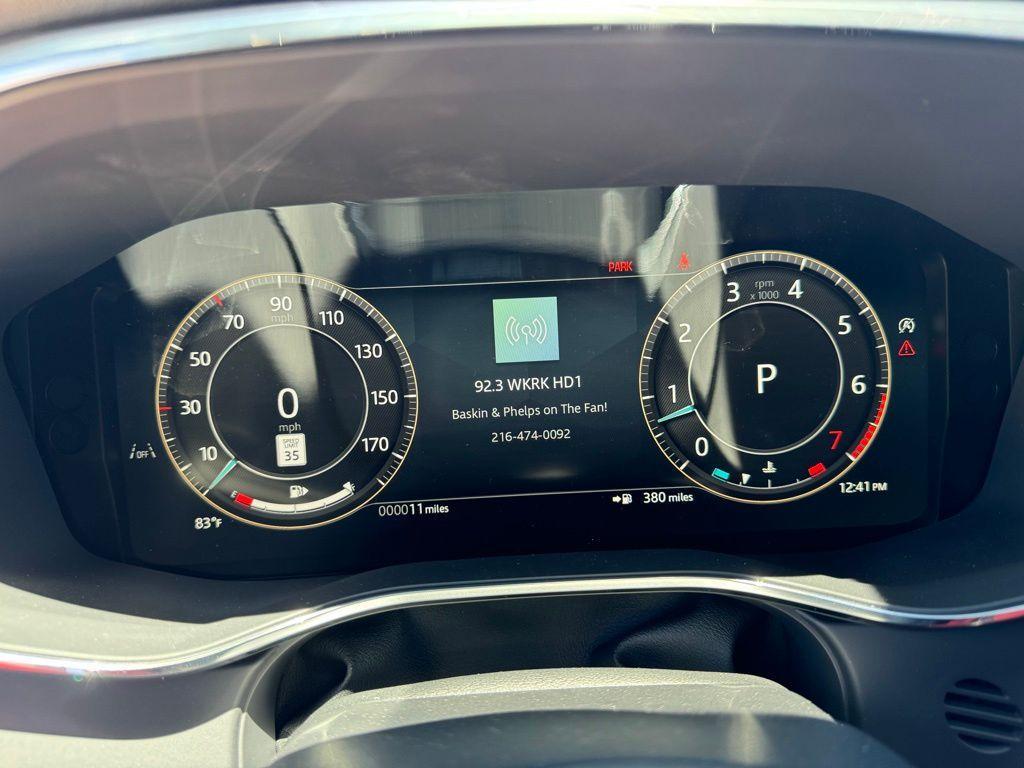 PARK
90
mph
70
110
50
130
30
150
10
170
0
mph
SPEED
LIMIT
35
E
F
OFF
83°F
000011 miles
92.3 WKRK HD1
Baskin & Phelps on The Fan!
216-474-0092
380 miles
rpm
x 1000
3
4
2
5
1
6
0
7
P
A
12:41 PM